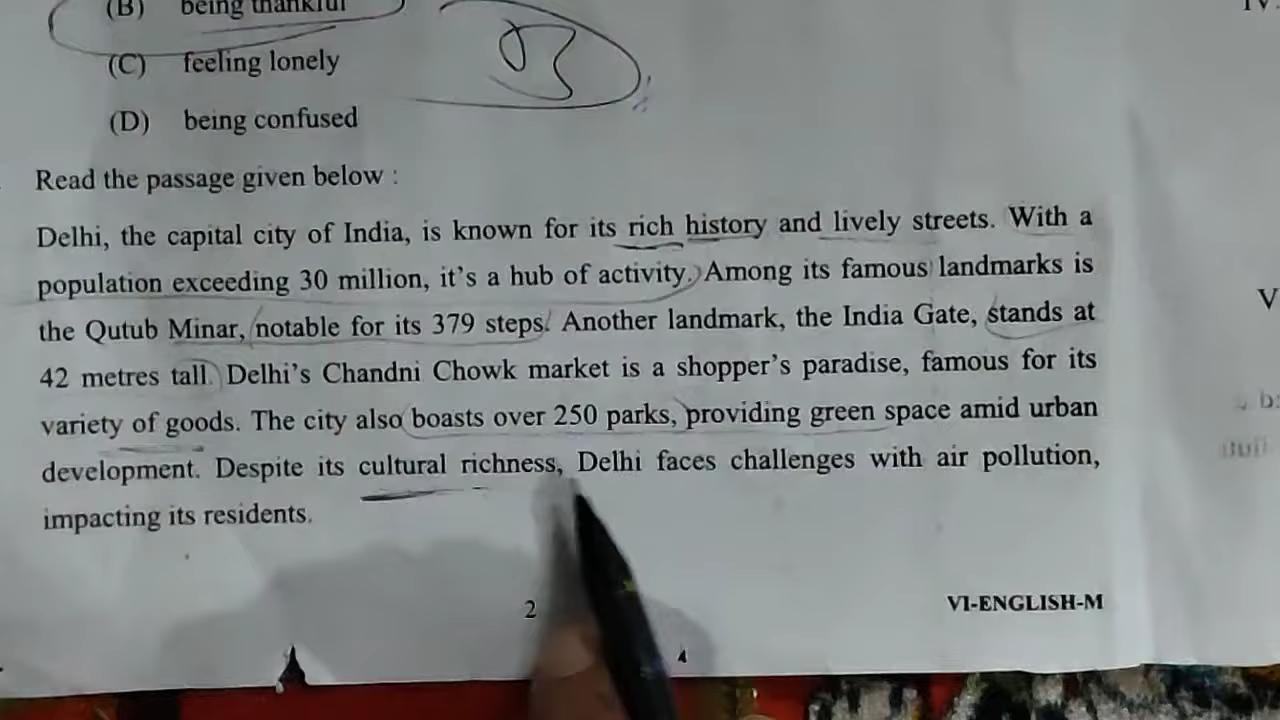 (B) being thankful
(C) feeling lonely
(D) being confused
Read the passage given below :
Delhi, the capital city of India, is known for its rich history and lively streets. With a
population exceeding 30 million, it's a hub of activity. Among its famous landmarks is
the Qutub Minar, notable for its 379 steps. Another landmark, the India Gate, stands at
42 metres tall. Delhi's Chandni Chowk market is a shopper's paradise, famous for its
variety of goods. The city also boasts over 250 parks, providing green space amid urban
development. Despite its cultural richness, Delhi faces challenges with air pollution,
impacting its residents.
2
VI-ENGLISH-M
IV.
V